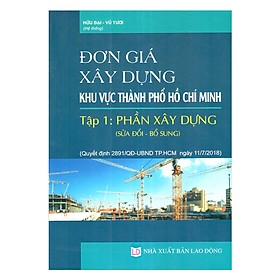 HỮU ĐẠI - VŨ TƯƠI
(Hệ thống)
ĐƠN GIÁ
XÂY DỰNG
KHU VỰC THÀNH PHỐ HỒ CHÍ MINH
Tập 1: PHẦN XÂY DỰNG
(SỬA ĐỔI - BỔ SUNG)
(Quyết định 2891/QĐ-UBND TP.HCM ngày 11/7/2018)
NHÀ XUẤT BẢN LAO ĐỘNG